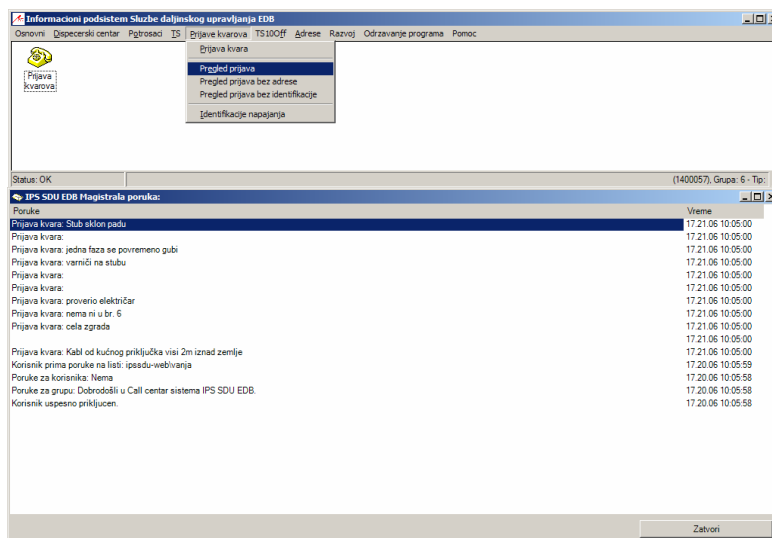 Informacioni podsistem Sluzbe daljinskog upravljanja EDB
Osnovni Dispecerski centar Potrosaci TS Prijave kvarova TS10Off Adrese Razvoj Odrzavanje programa Pomoc
Prijava kvarova
Prijava kvara
Pregled prijava
Pregled prijava bez adrese
Pregled prijava bez identifikacije
Identifikacije napajanja
Status: OK (1400057), Grupa: 6 - Tip:
IPS SDU EDB Magistrala poruka:
Poruke Vreme
Prijava kvara: Stub sklon padu 17.21.06 10:05:00
Prijava kvara: 17.21.06 10:05:00
Prijava kvara: jedna faza se povremeno gubi 17.21.06 10:05:00
Prijava kvara: varniči na stubu 17.21.06 10:05:00
Prijava kvara: 17.21.06 10:05:00
Prijava kvara: 17.21.06 10:05:00
Prijava kvara: proverio električar 17.21.06 10:05:00
Prijava kvara: nema ni u br. 6 17.21.06 10:05:00
Prijava kvara: cela zgrada 17.21.06 10:05:00
17.21.06 10:05:00
Prijava kvara: Kabl od kućnog priključka visi 2m iznad zemlje 17.21.06 10:05:00
Korisnik prima poruke na listi: ipssdu-web\vanja 17.20.06 10:05:59
Poruke za korisnika: Nema 17.20.06 10:05:58
Poruke za grupu: Dobrodošli u Call centar sistema IPS SDU EDB. 17.20.06 10:05:58
Korisnik uspesno prikljucen. 17.20.06 10:05:58
Zatvori